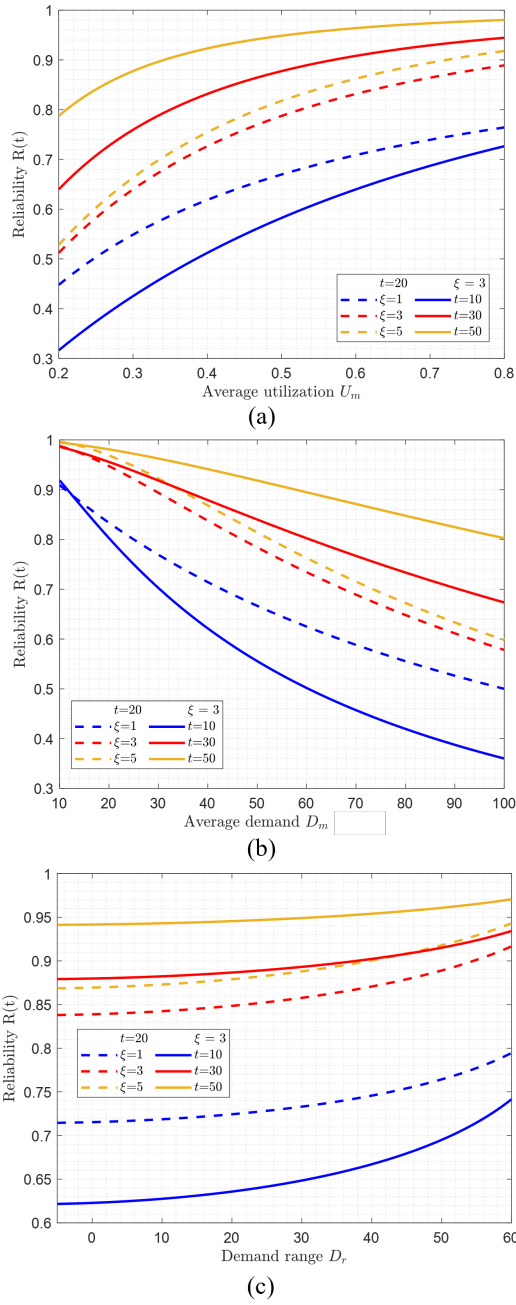 1
0.9
0.8
0.7
0.6
0.5
0.4
0.3
Reliability R(t)
t=20 ξ = 3
ξ=1 t=10
ξ=3 t=30
ξ=5 t=50
0.2 0.3 0.4 0.5 0.6 0.7 0.8
Average utilization U_m
(a)
1
0.9
0.8
0.7
0.6
0.5
0.4
0.3
Reliability R(t)
t=20 ξ = 3
ξ=1 t=10
ξ=3 t=30
ξ=5 t=50
10 20 30 40 50 60 70 80 90 100
Average demand D_m
(b)
1
0.95
0.9
0.85
0.8
0.75
0.7
0.65
0.6
Reliability R(t)
t=20 ξ = 3
ξ=1 t=10
ξ=3 t=30
ξ=5 t=50
0 10 20 30 40 50 60
Demand range D_r
(c)